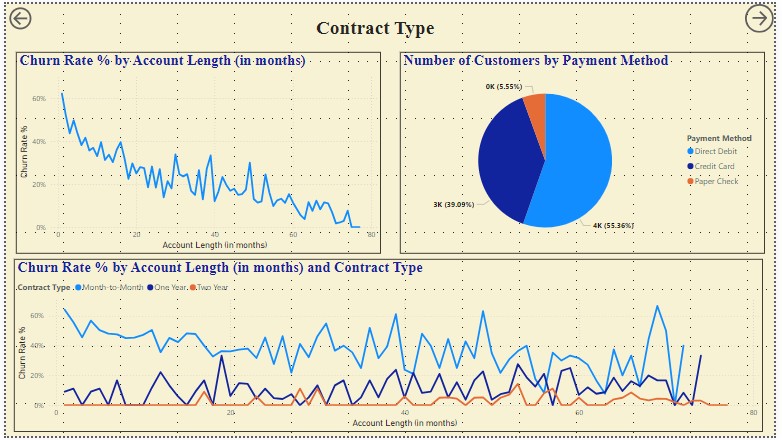 Contract Type
Churn Rate % by Account Length (in months)
Churn Rate %
60%
40%
20%
0%
0 20 40 60 80
Account Length (in months)
Number of Customers by Payment Method
0K (5.55%)
3K (39.09%)
4K (55.36%)
Payment Method
Direct Debit
Credit Card
Paper Check
Churn Rate % by Account Length (in months) and Contract Type
Contract Type Month-to-Month One Year Two Year
Churn Rate %
60%
40%
20%
0%
0 20 40 60 80
Account Length (in months)